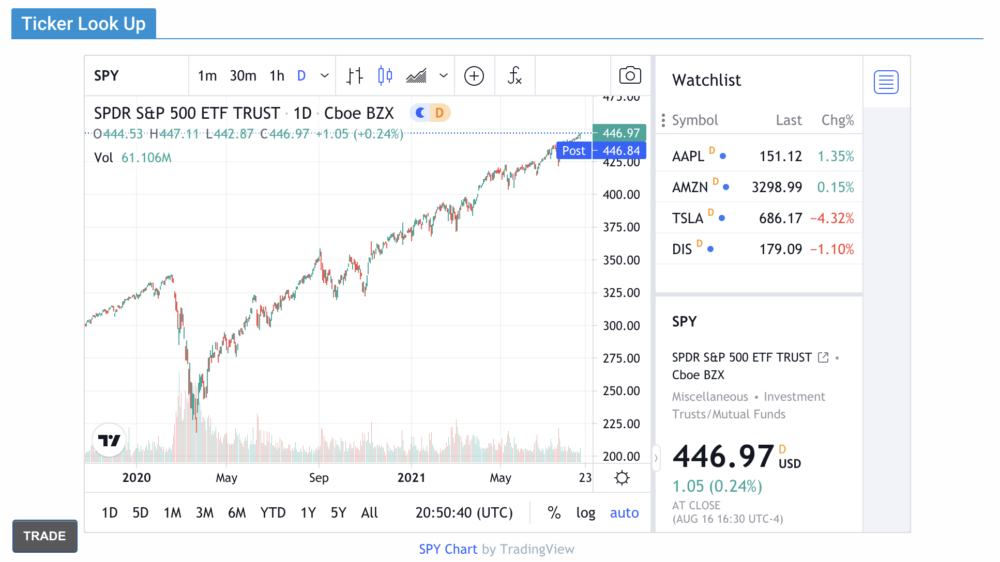 Ticker Look Up
SPY
1m 30m 1h D
SPDR S&P 500 ETF TRUST · 1D · Cboe BZX D
O444.53 H447.11 L442.87 C446.97 +1.05 (+0.24%)
Vol 61.106M
475.00
446.97
Post 446.84
425.00
400.00
375.00
350.00
325.00
300.00
275.00
250.00
225.00
200.00
2020 May Sep 2021 May 23
1D 5D 1M 3M 6M YTD 1Y 5Y All 20:50:40 (UTC) % log auto
Watchlist
Symbol Last Chg%
AAPL D 151.12 1.35%
AMZN D 3298.99 0.15%
TSLA D 686.17 −4.32%
DIS D 179.09 −1.10%
SPY
SPDR S&P 500 ETF TRUST •
Cboe BZX
Miscellaneous • Investment
Trusts/Mutual Funds
446.97 D USD
1.05 (0.24%)
AT CLOSE
(AUG 16 16:30 UTC-4)
TRADE
SPY Chart by TradingView